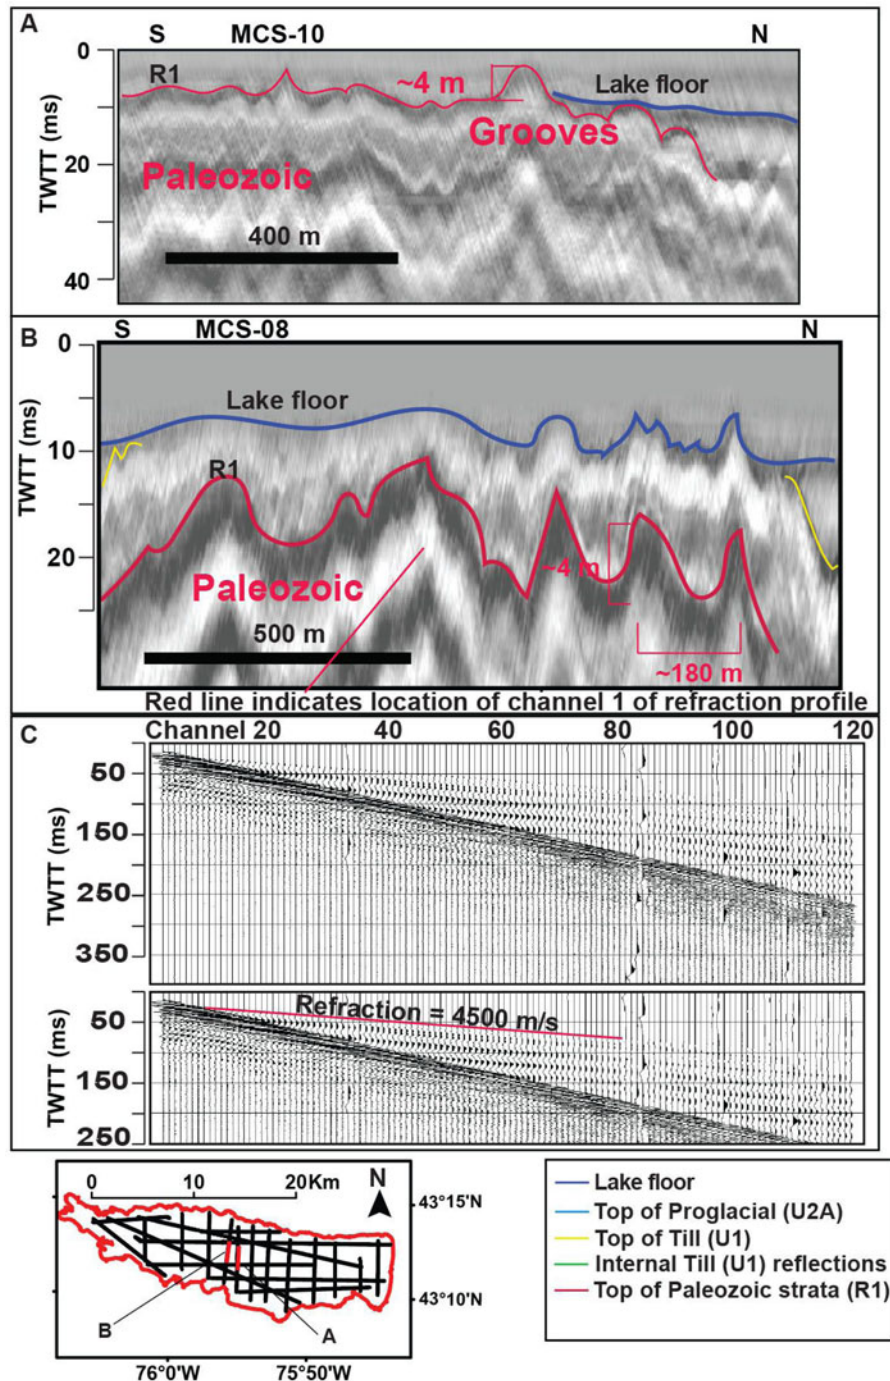 A
S MCS-10 N
0
R1
~4 m
Lake floor
Grooves
20
Paleozoic
400 m
40
TWTT (ms)
B
S MCS-08 N
0
Lake floor
10
R1
20
~4 m
Paleozoic
500 m
~180 m
TWTT (ms)
Red line indicates location of channel 1 of refraction profile
C
Channel 20 40 60 80 100 120
50
150
250
350
TWTT (ms)
Refraction = 4500 m/s
50
150
250
TWTT (ms)
0 10 20Km N
43°15'N
43°10'N
B A
76°0'W 75°50'W
Lake floor
Top of Proglacial (U2A)
Top of Till (U1)
Internal Till (U1) reflections
Top of Paleozoic strata (R1)